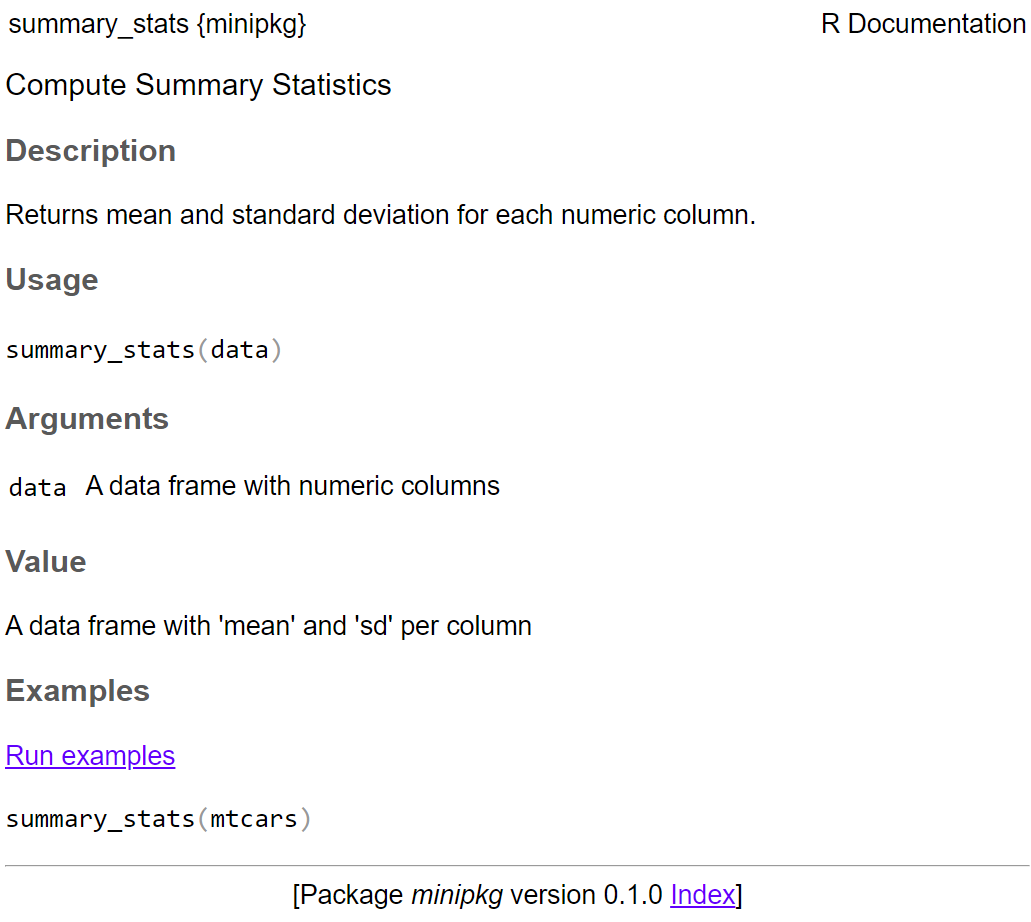 summary_stats {minipkg} R Documentation
Compute Summary Statistics
Description
Returns mean and standard deviation for each numeric column.
Usage
summary_stats(data)
Arguments
data A data frame with numeric columns
Value
A data frame with 'mean' and 'sd' per column
Examples
Run examples
summary_stats(mtcars)
[Package minipkg version 0.1.0 Index]